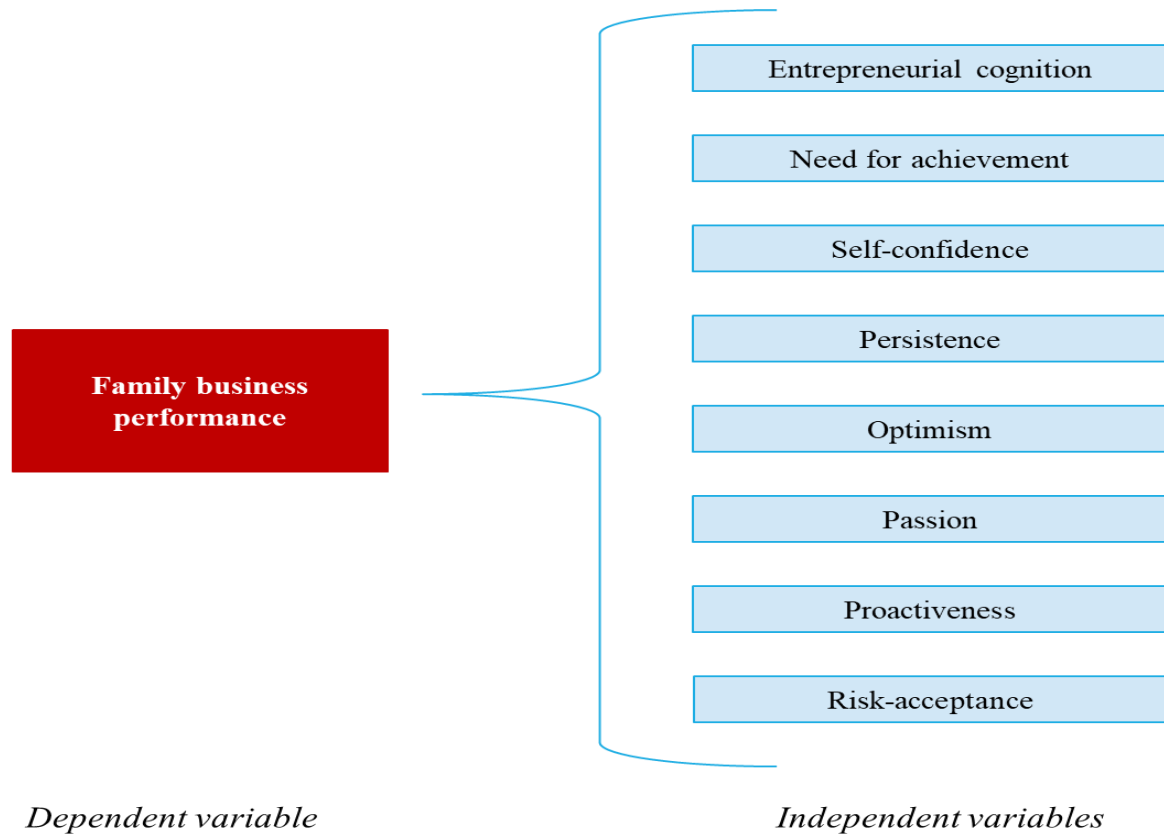 Entrepreneurial cognition
Need for achievement
Self-confidence
Persistence
Family business
performance
Optimism
Passion
Proactiveness
Risk-acceptance
Dependent variable
Independent variables